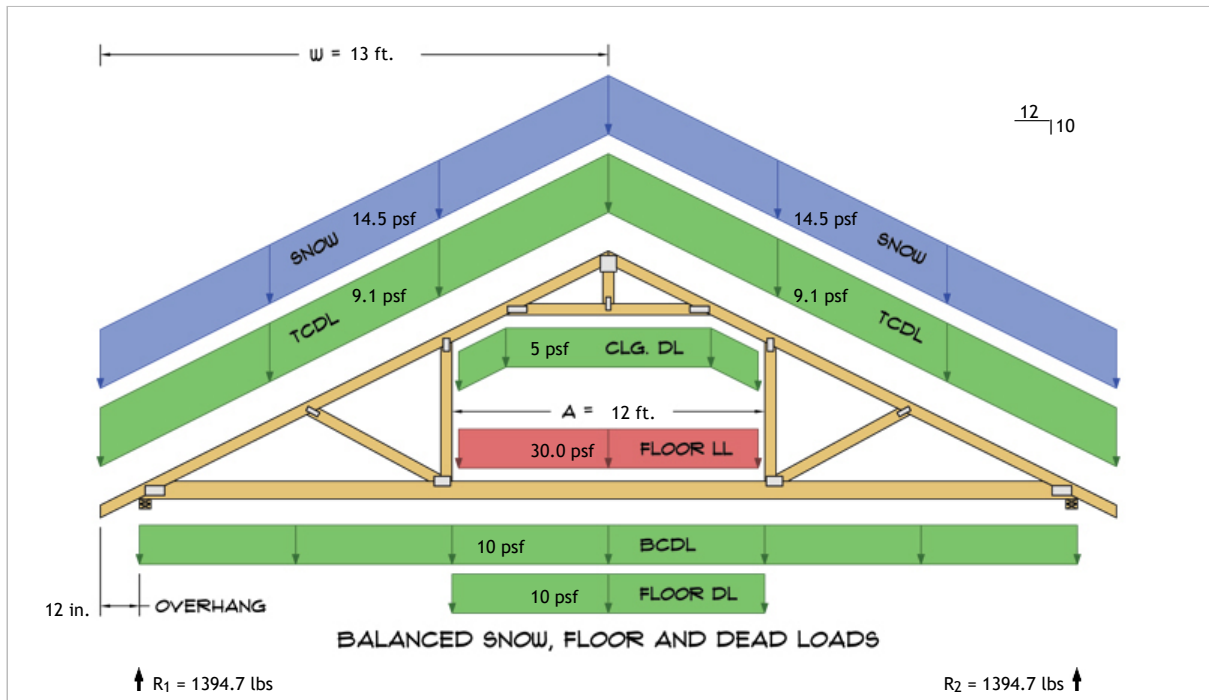 W = 13 ft.
12
10
14.5 psf
14.5 psf
SNOW
SNOW
9.1 psf
9.1 psf
TCDL
TCDL
5 psf CLG. DL
A = 12 ft.
30.0 psf FLOOR LL
10 psf BCDL
10 psf FLOOR DL
12 in. OVERHANG
BALANCED SNOW, FLOOR AND DEAD LOADS
R1 = 1394.7 lbs
R2 = 1394.7 lbs